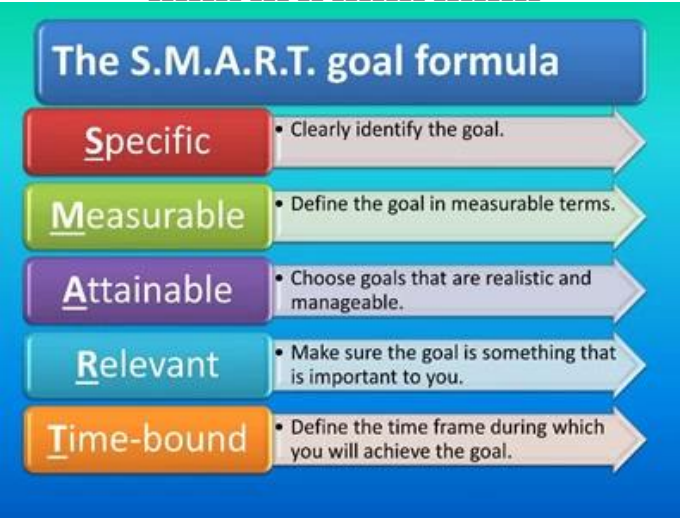 The S.M.A.R.T. goal formula
Specific
• Clearly identify the goal.
Measurable
• Define the goal in measurable terms.
Attainable
• Choose goals that are realistic and
manageable.
Relevant
• Make sure the goal is something that
is important to you.
Time-bound
• Define the time frame during which
you will achieve the goal.